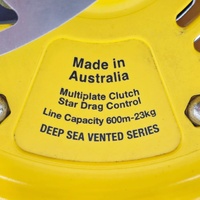 Made in
Australia
Multiplate Clutch
Star Drag Control
Line Capacity 600m-23kg
DEEP SEA VENTED SERIES